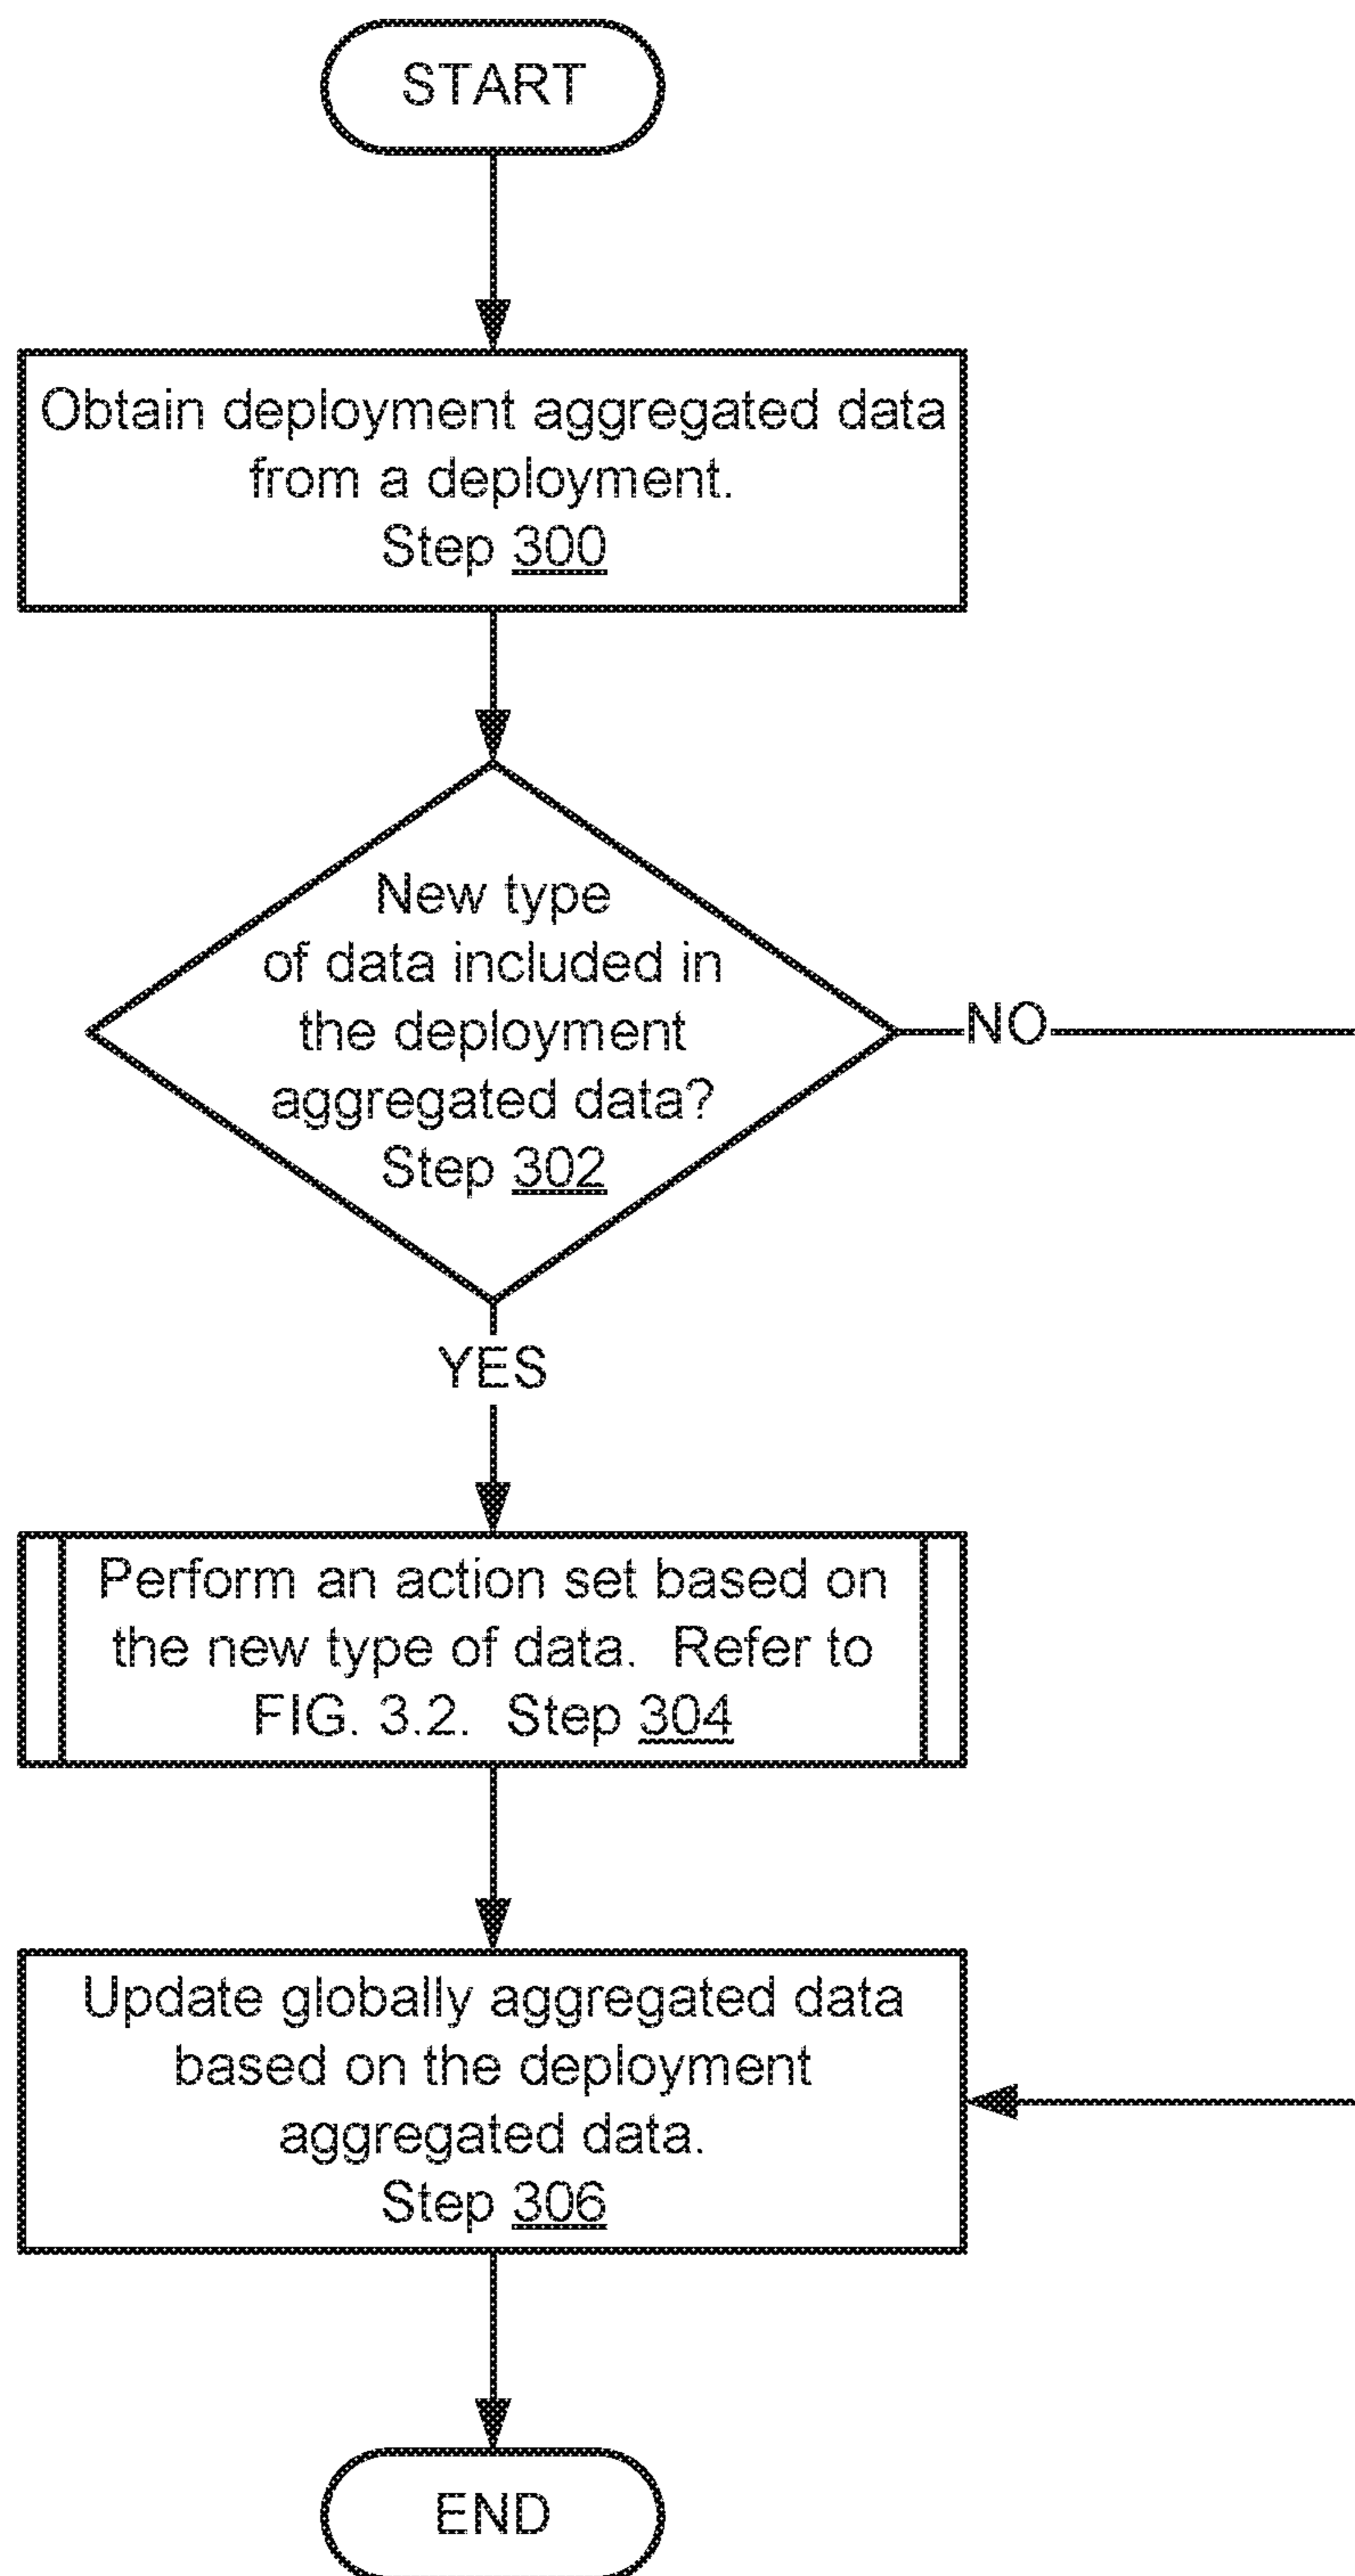 START
Obtain deployment aggregated data
from a deployment.
Step 300
New type
of data included in
the deployment
aggregated data?
Step 302
NO
YES
Perform an action set based on
the new type of data.  Refer to
FIG. 3.2.  Step 304
Update globally aggregated data
based on the deployment
aggregated data.
Step 306
END